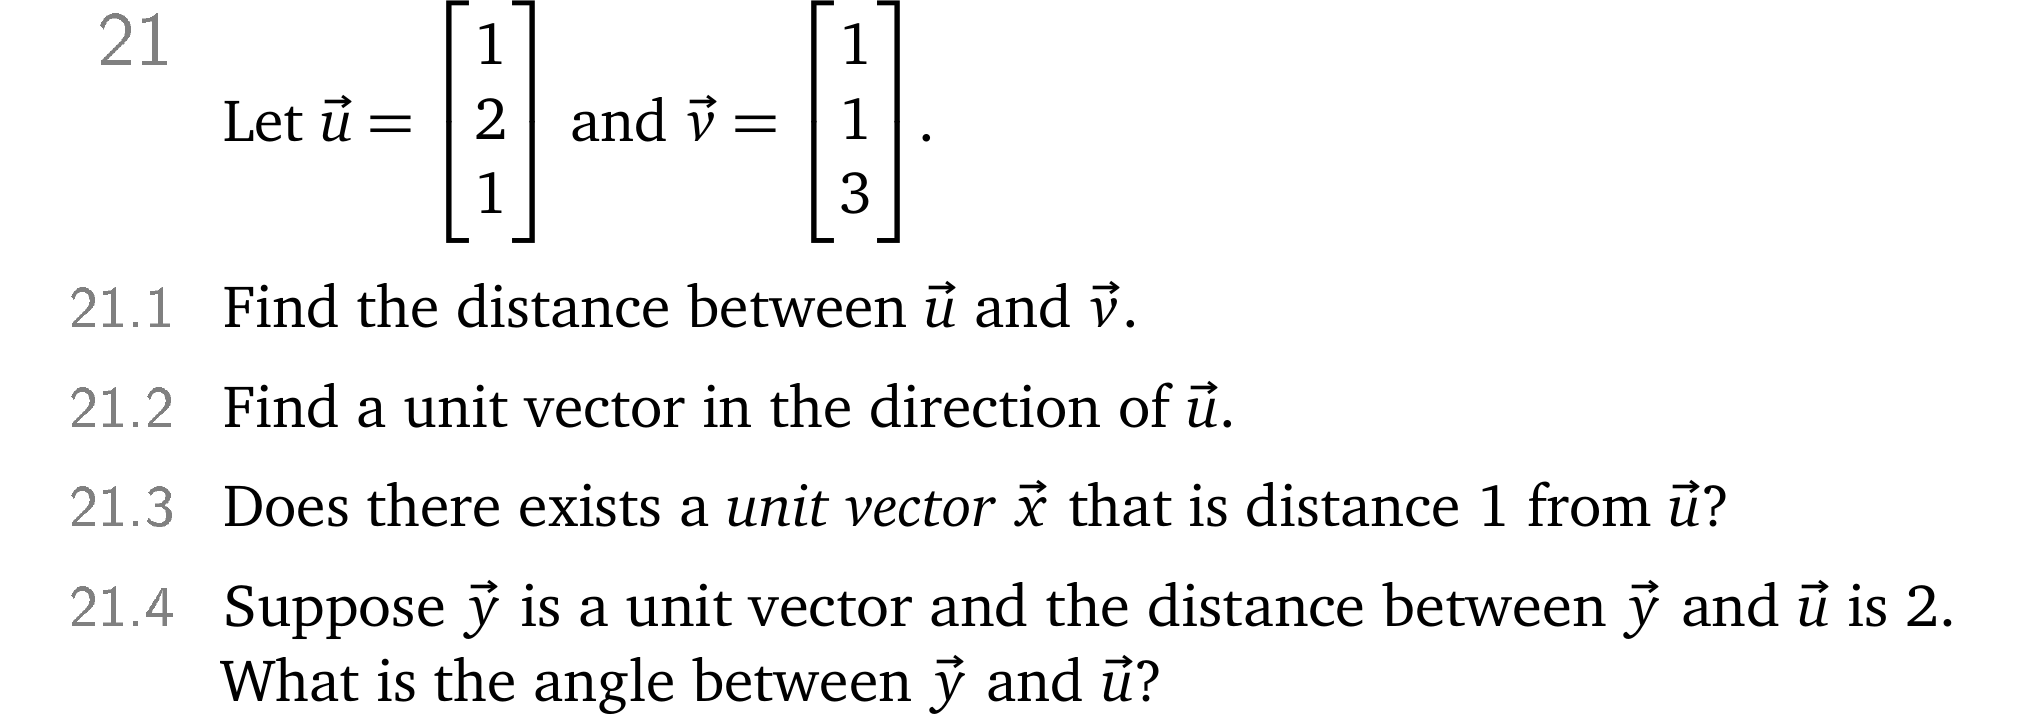 21
Let $\vec{u} = \begin{bmatrix} 1 \\ 2 \\ 1 \end{bmatrix}$ and $\vec{v} = \begin{bmatrix} 1 \\ 1 \\ 3 \end{bmatrix}$.
21.1 Find the distance between $\vec{u}$ and $\vec{v}$.
21.2 Find a unit vector in the direction of $\vec{u}$.
21.3 Does there exists a unit vector $\vec{x}$ that is distance 1 from $\vec{u}$?
21.4 Suppose $\vec{y}$ is a unit vector and the distance between $\vec{y}$ and $\vec{u}$ is 2.
What is the angle between $\vec{y}$ and $\vec{u}$?